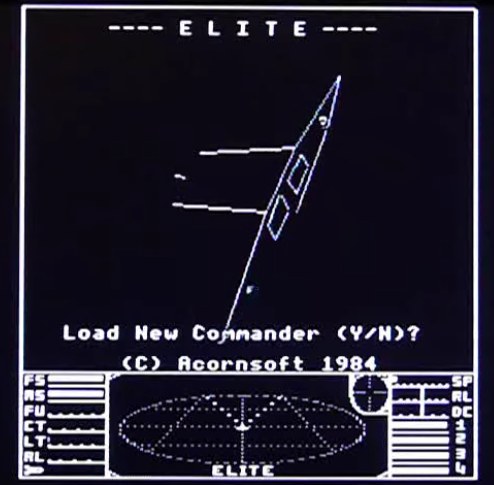 ---- E L I T E ----
Load New Commander (Y/N)?
(C) Acornsoft 1984
FS
AS
FU
CT
LT
AL
SP
RL
DC
1
2
3
4
ELITE